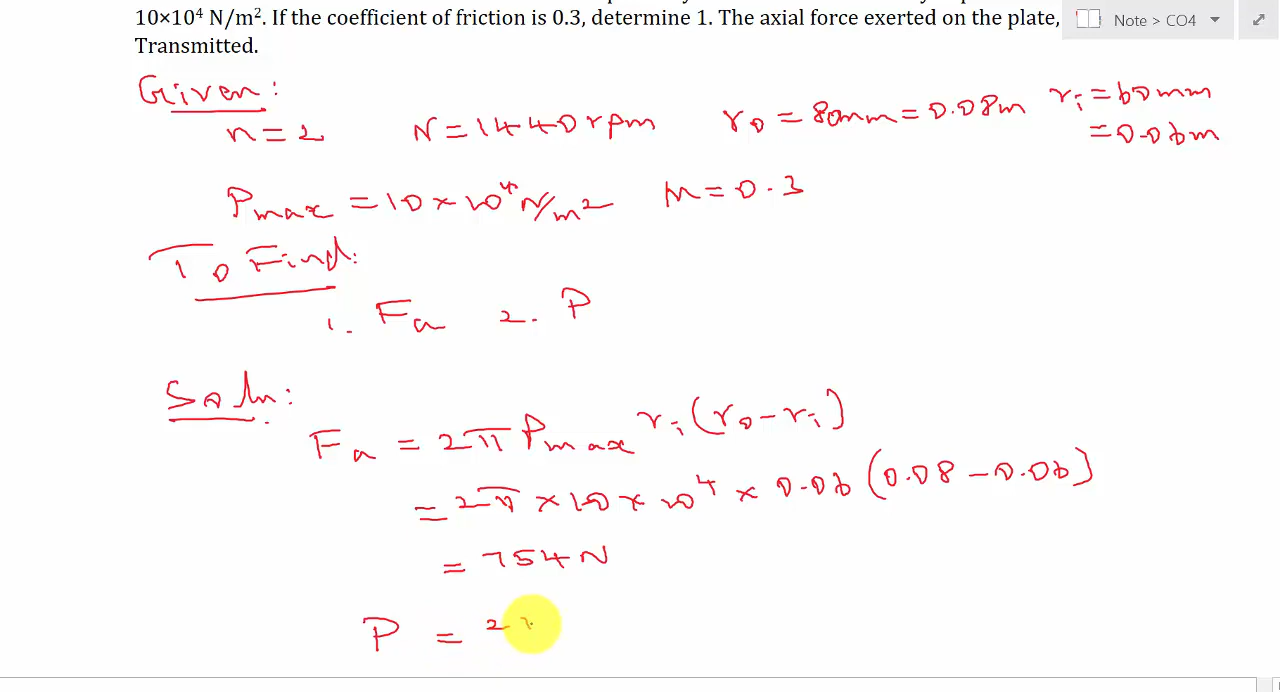 10×10⁴ N/m². If the coefficient of friction is 0.3, determine 1. The axial force exerted on the plate,
Note > CO4
Transmitted.
Given:
n = 2 N = 1440 rpm r₀ = 80mm = 0.08m rᵢ = 60mm
= 0.06m
Pmax = 10 × 10⁴ N/m² μ = 0.3
To Find:
1. Fa 2. P
Soln:
Fa = 2π Pmax rᵢ (r₀ - rᵢ)
= 2π × 10 × 10⁴ × 0.06 (0.08 - 0.06)
= 754 N
P = 2